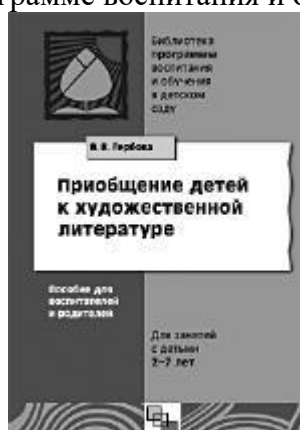 грамме воспитания и
Библиотека
программы
воспитания
и обучения
в детском
саду
В. В. Гербова
Приобщение детей
к художественной
литературе
Пособие для
воспитателей
и родителей
Для занятий
с детьми
2–7 лет